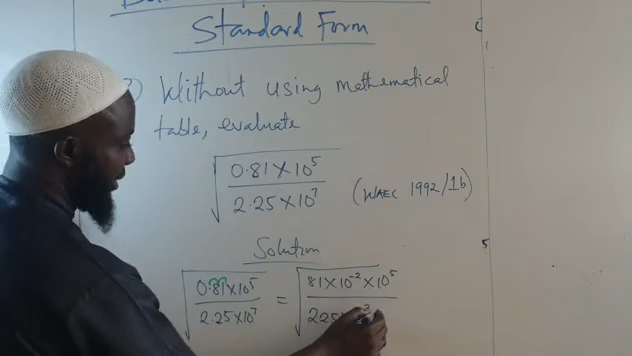 Standard Form
Without using mathematical
table, evaluate
√(0.81×10⁵ / 2.25×10⁷) (WAEC 1992/1b)
Solution
√(0.81×10⁵ / 2.25×10⁷) = √(81×10⁻²×10⁵ / 225